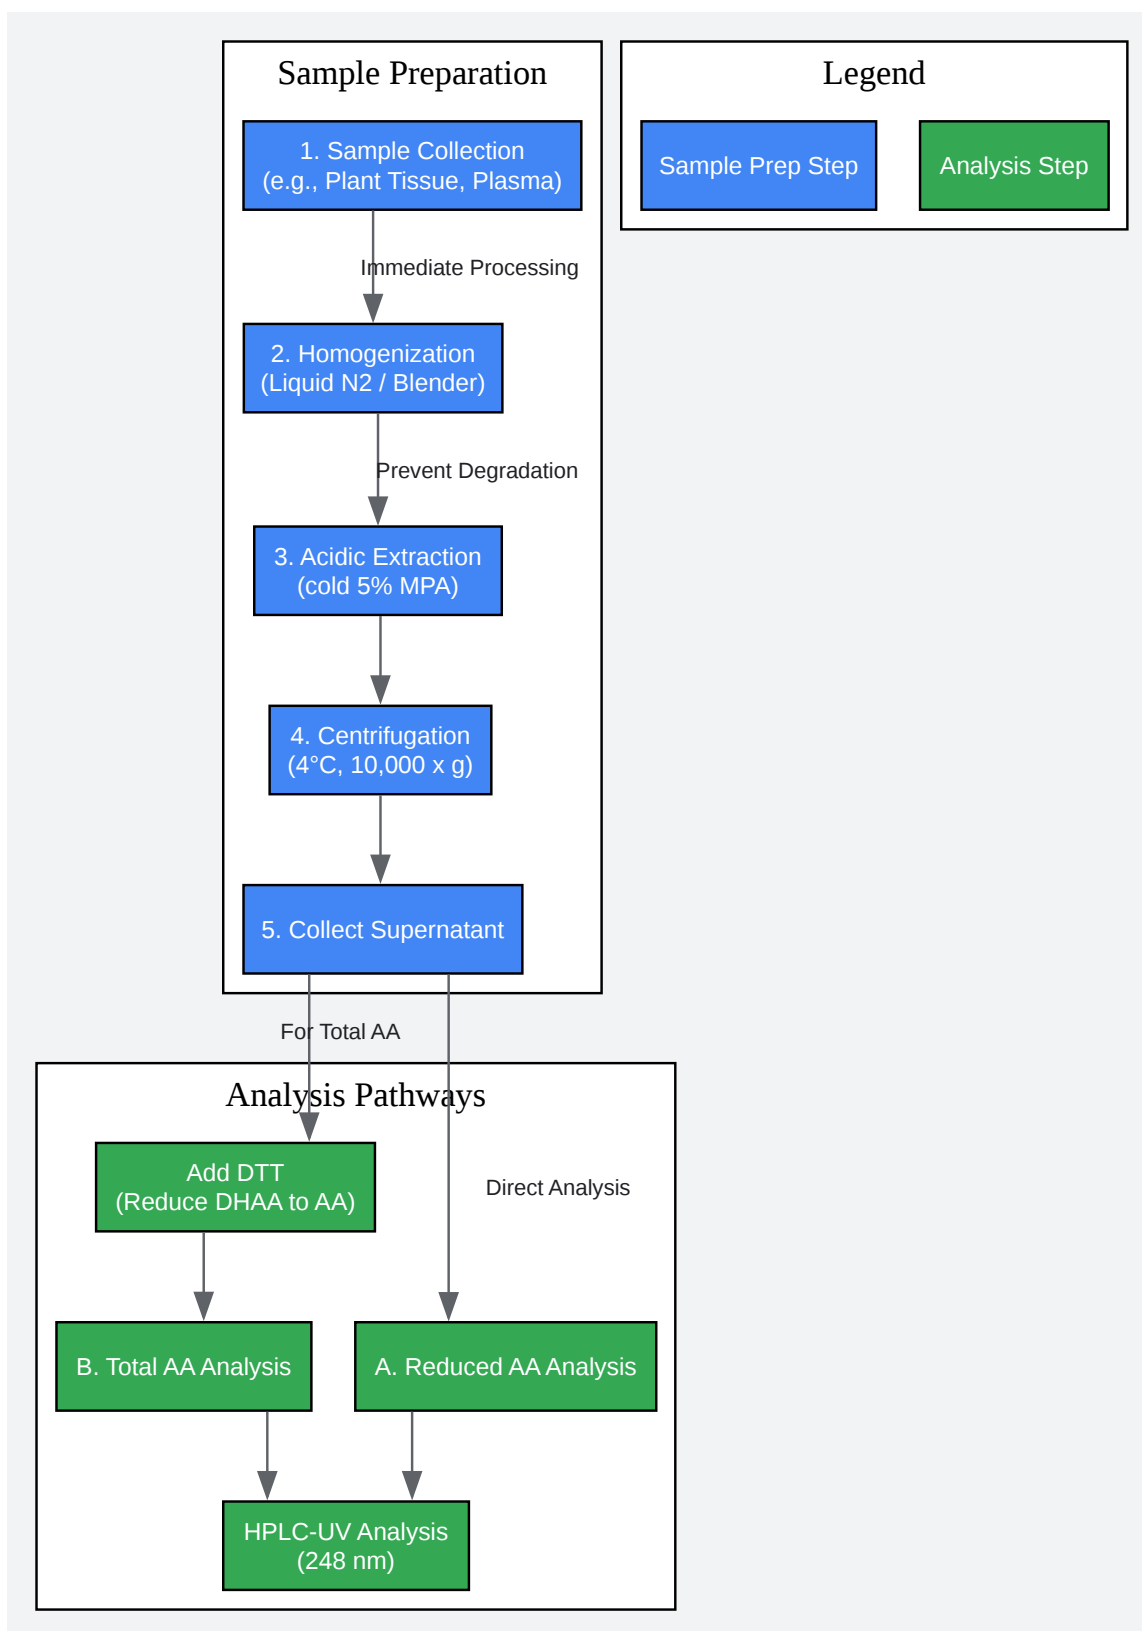 Sample Preparation
1. Sample Collection
(e.g., Plant Tissue, Plasma)
Immediate Processing
2. Homogenization
(Liquid N2 / Blender)
Prevent Degradation
3. Acidic Extraction
(cold 5% MPA)
4. Centrifugation
(4°C, 10,000 x g)
5. Collect Supernatant
Legend
Sample Prep Step
Analysis Step
For Total AA
Analysis Pathways
Add DTT
(Reduce DHAA to AA)
Direct Analysis
B. Total AA Analysis
A. Reduced AA Analysis
HPLC-UV Analysis
(248 nm)